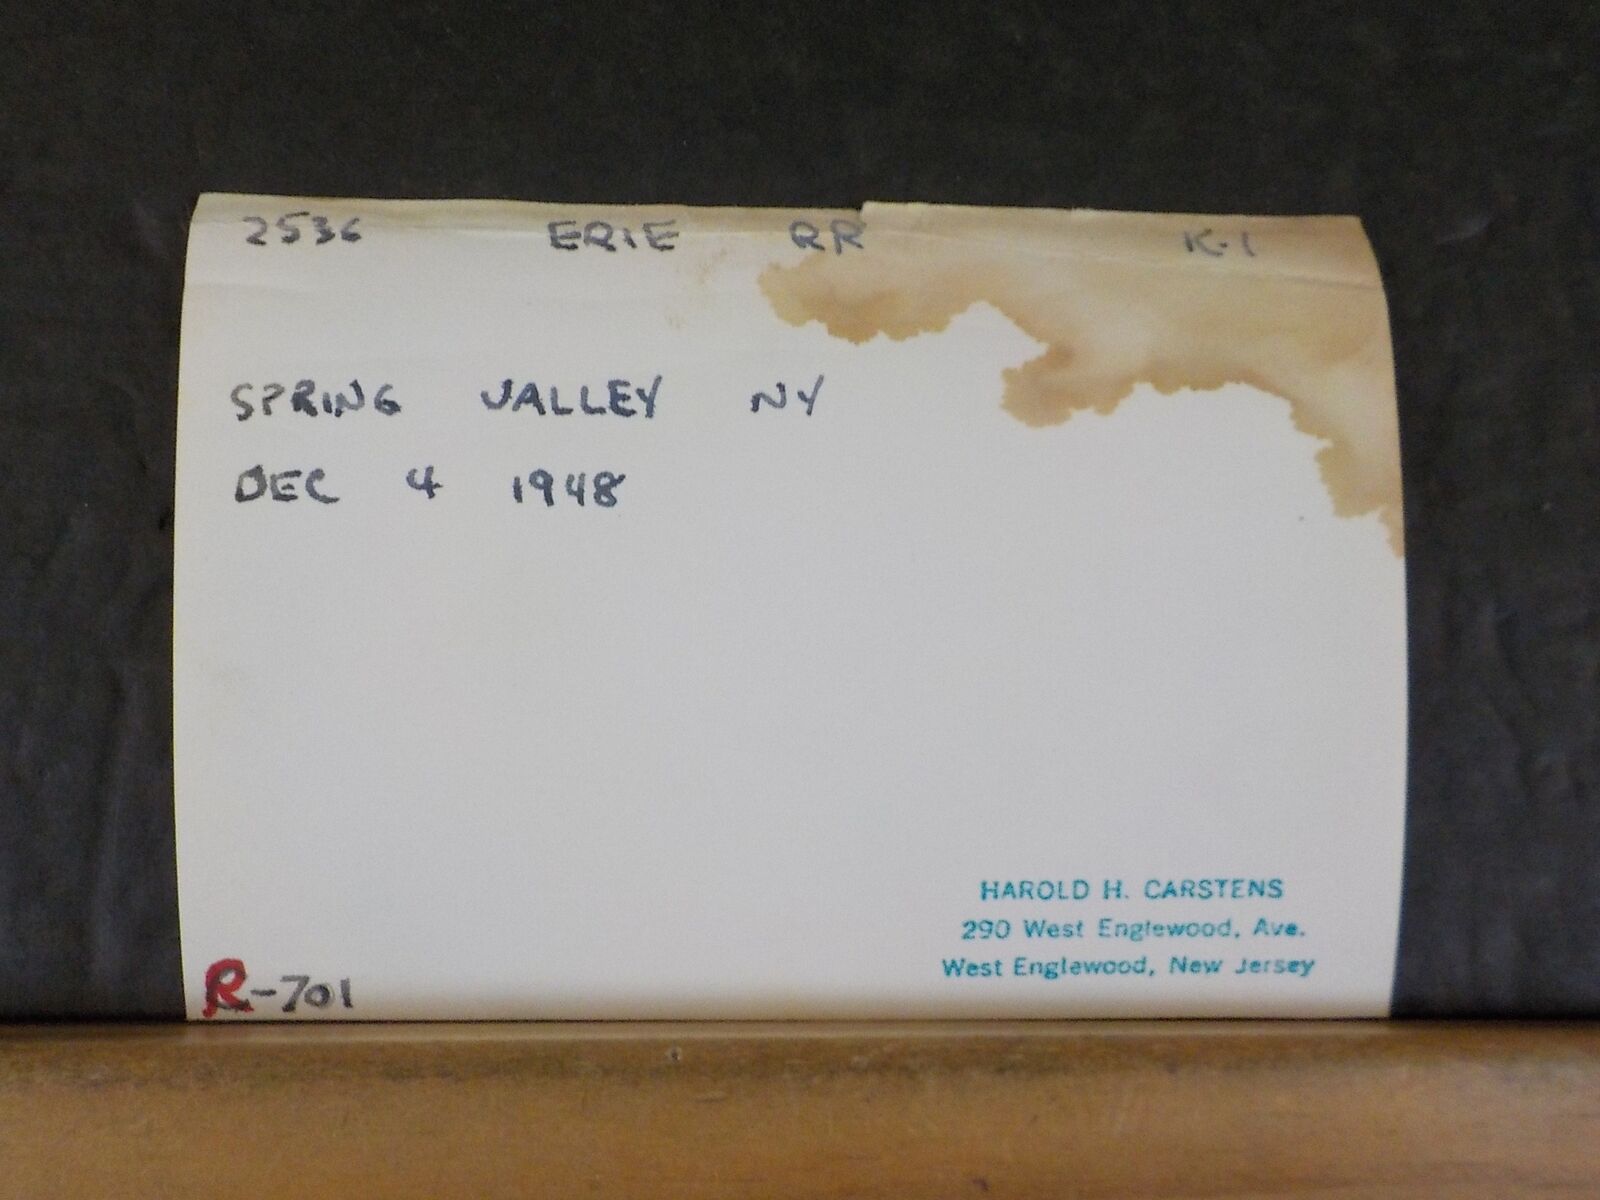 2536 ERIE RR K-1
SPRING VALLEY NY
DEC 4 1948
HAROLD H. CARSTENS
290 West Englewood, Ave.
West Englewood, New Jersey
R-701